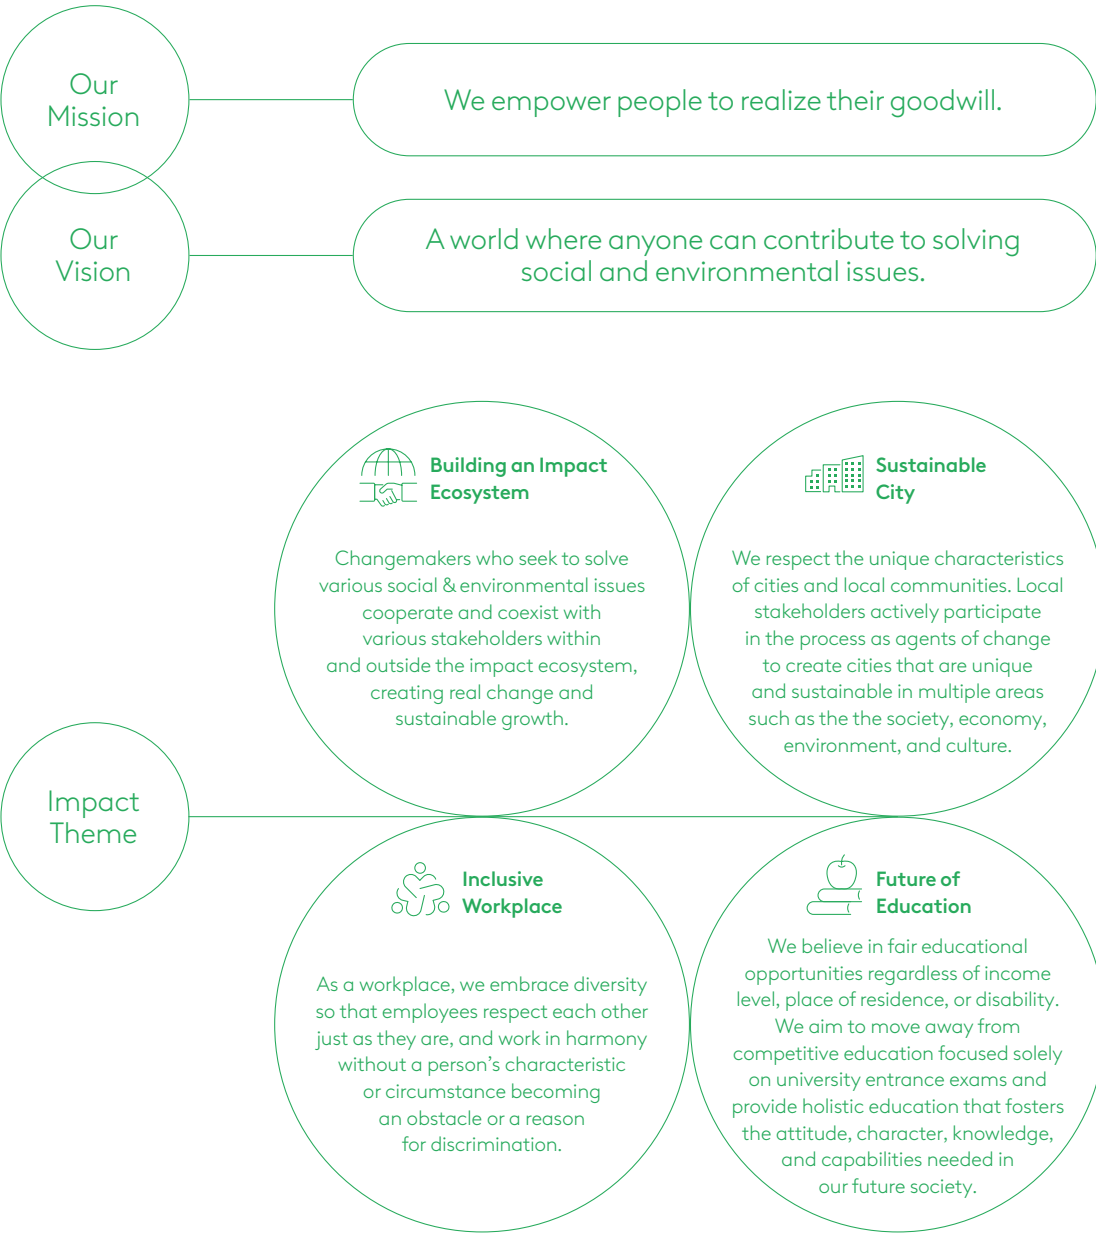 Our
Mission
We empower people to realize their goodwill.
Our
Vision
A world where anyone can contribute to solving
social and environmental issues.
Building an Impact
Ecosystem
Changemakers who seek to solve
various social & environmental issues
cooperate and coexist with
various stakeholders within
and outside the impact ecosystem,
creating real change and
sustainable growth.
Sustainable
City
We respect the unique characteristics
of cities and local communities. Local
stakeholders actively participate
in the process as agents of change
to create cities that are unique
and sustainable in multiple areas
such as the the society, economy,
environment, and culture.
Impact
Theme
Inclusive
Workplace
As a workplace, we embrace diversity
so that employees respect each other
just as they are, and work in harmony
without a person's characteristic
or circumstance becoming
an obstacle or a reason
for discrimination.
Future of
Education
We believe in fair educational
opportunities regardless of income
level, place of residence, or disability.
We aim to move away from
competitive education focused solely
on university entrance exams and
provide holistic education that fosters
the attitude, character, knowledge,
and capabilities needed in
our future society.